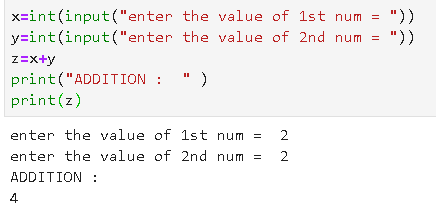 x=int(input("enter the value of 1st num = "))
y=int(input("enter the value of 2nd num = "))
z=x+y
print("ADDITION :  " )
print(z)
enter the value of 1st num =  2
enter the value of 2nd num =  2
ADDITION :
4